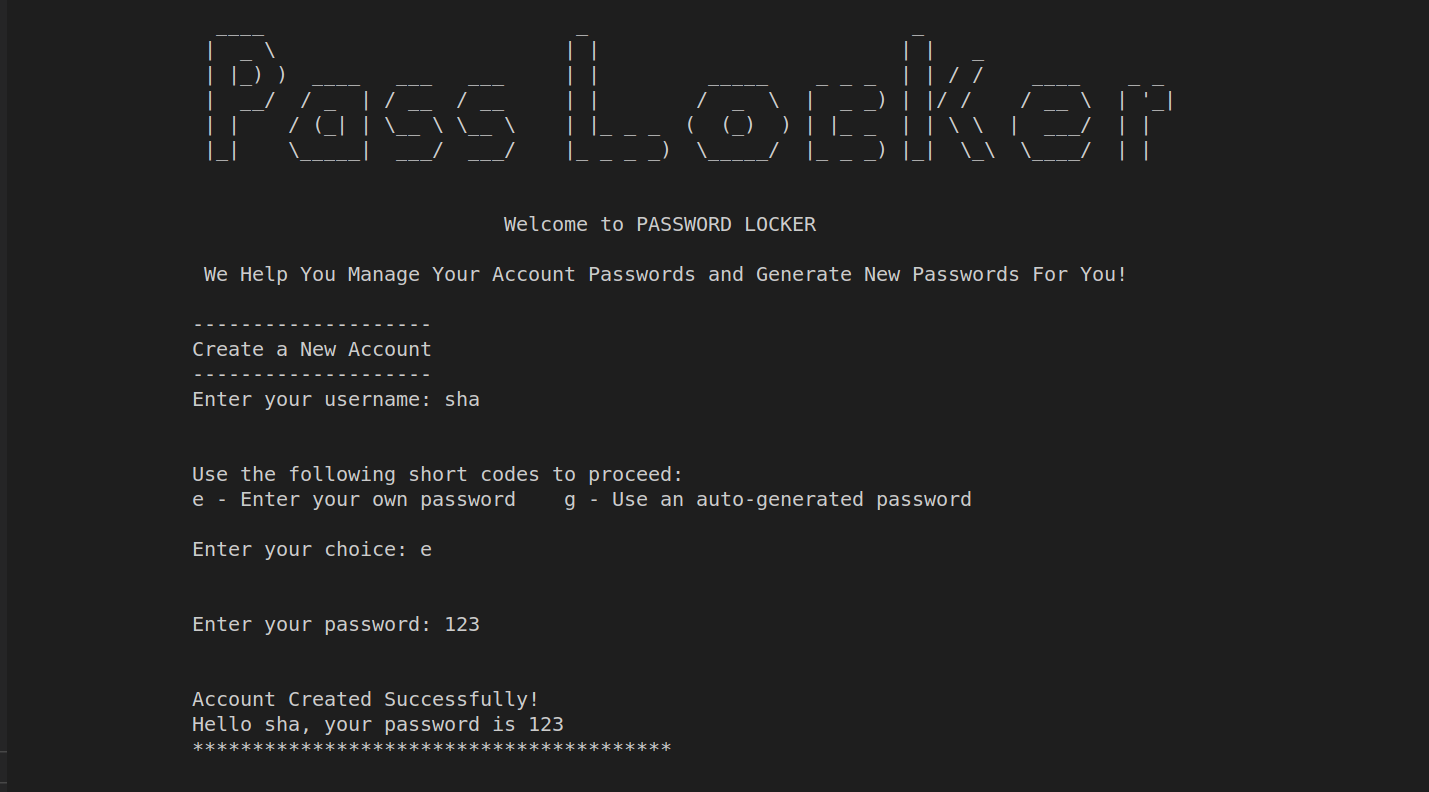 Pass Locker
Welcome to PASSWORD LOCKER
We Help You Manage Your Account Passwords and Generate New Passwords For You!
--------------------
Create a New Account
--------------------
Enter your username: sha
Use the following short codes to proceed:
e - Enter your own password    g - Use an auto-generated password
Enter your choice: e
Enter your password: 123
Account Created Successfully!
Hello sha, your password is 123
****************************************